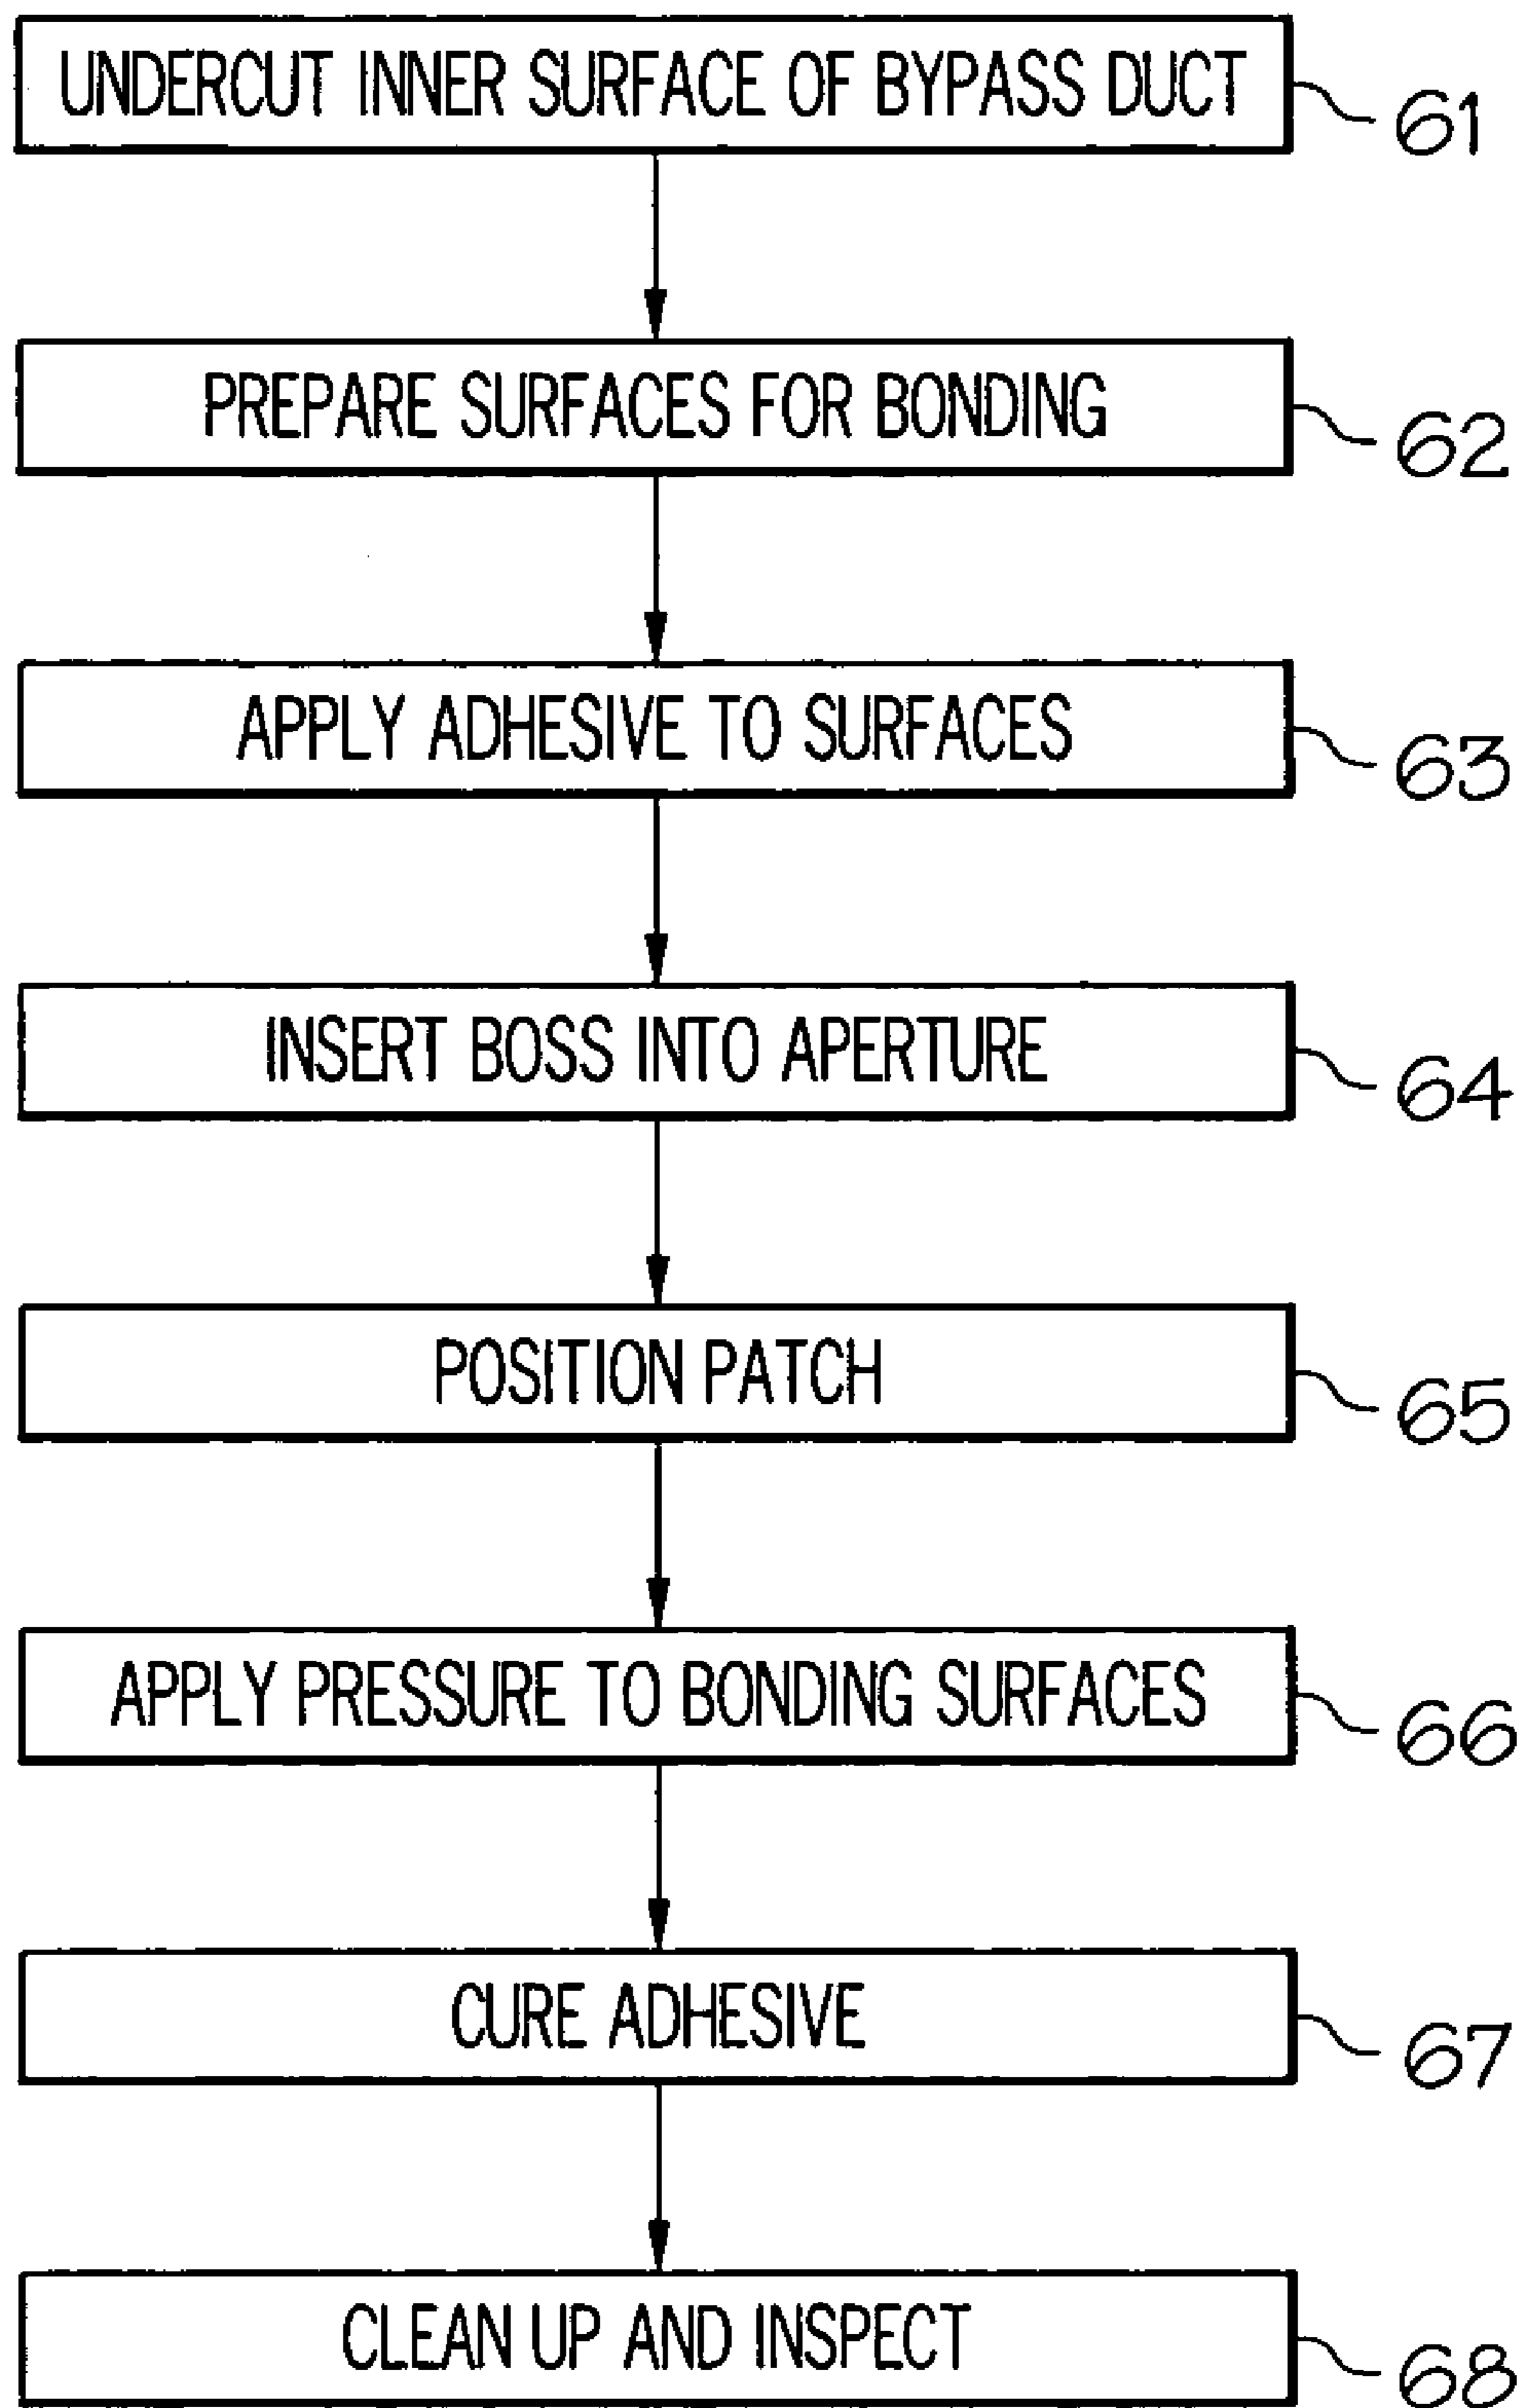 UNDERCUT INNER SURFACE OF BYPASS DUCT
61
PREPARE SURFACES FOR BONDING
62
APPLY ADHESIVE TO SURFACES
63
INSERT BOSS INTO APERTURE
64
POSITION PATCH
65
APPLY PRESSURE TO BONDING SURFACES
66
CURE ADHESIVE
67
CLEAN UP AND INSPECT
68